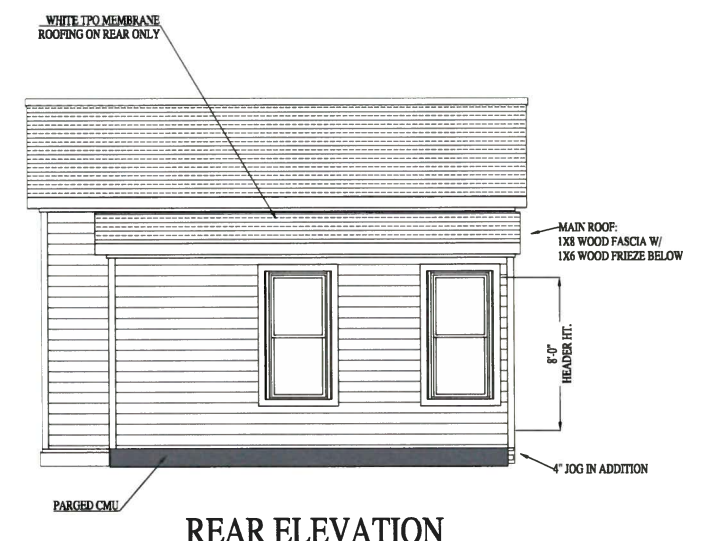 WHITE TPO MEMBRANE
ROOFING ON REAR ONLY
MAIN ROOF:
1X8 WOOD FASCIA W/
1X6 WOOD FRIEZE BELOW
8'-0"
HEADER HT.
4" JOG IN ADDITION
PARGED CMU
REAR ELEVATION